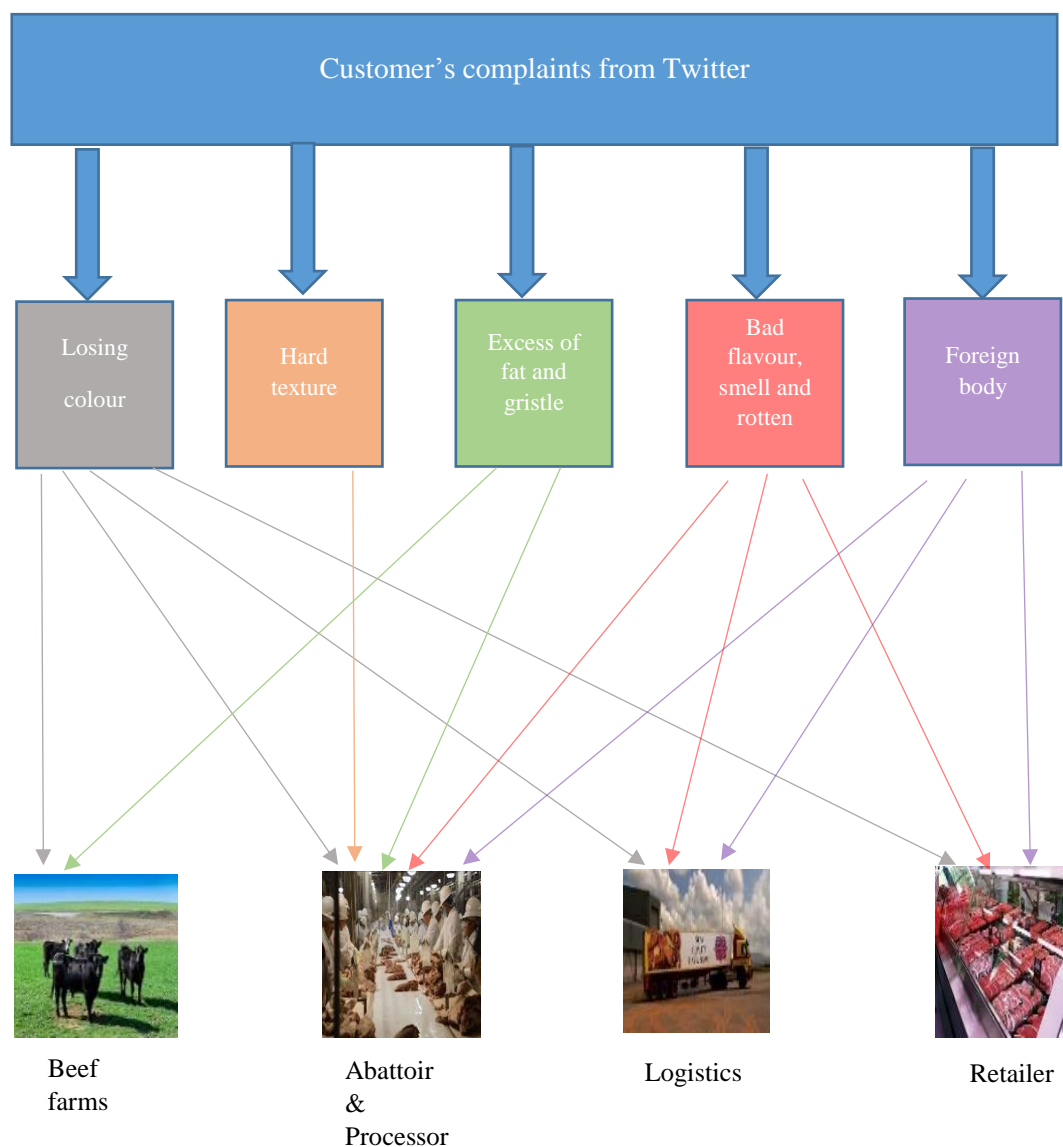 Customer’s complaints from Twitter
Losing
colour
Hard
texture
Excess of
fat and
gristle
Bad
flavour,
smell and
rotten
Foreign
body
Beef
farms
Abattoir
&
Processor
Logistics
Retailer